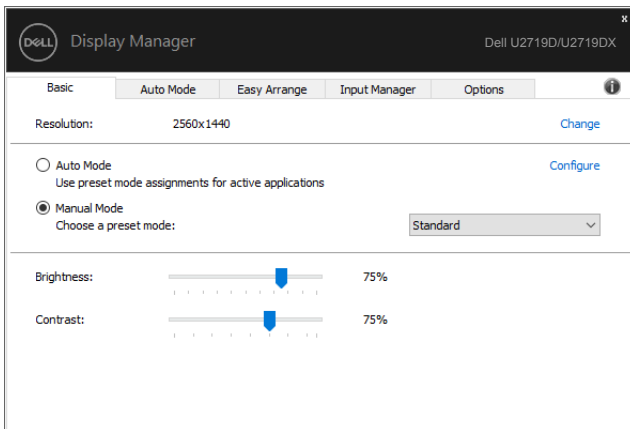 x
DELL Display Manager Dell U2719D/U2719DX
Basic Auto Mode Easy Arrange Input Manager Options i
Resolution: 2560x1440 Change
Auto Mode Configure
Use preset mode assignments for active applications
Manual Mode
Choose a preset mode: Standard
Brightness: 75%
Contrast: 75%